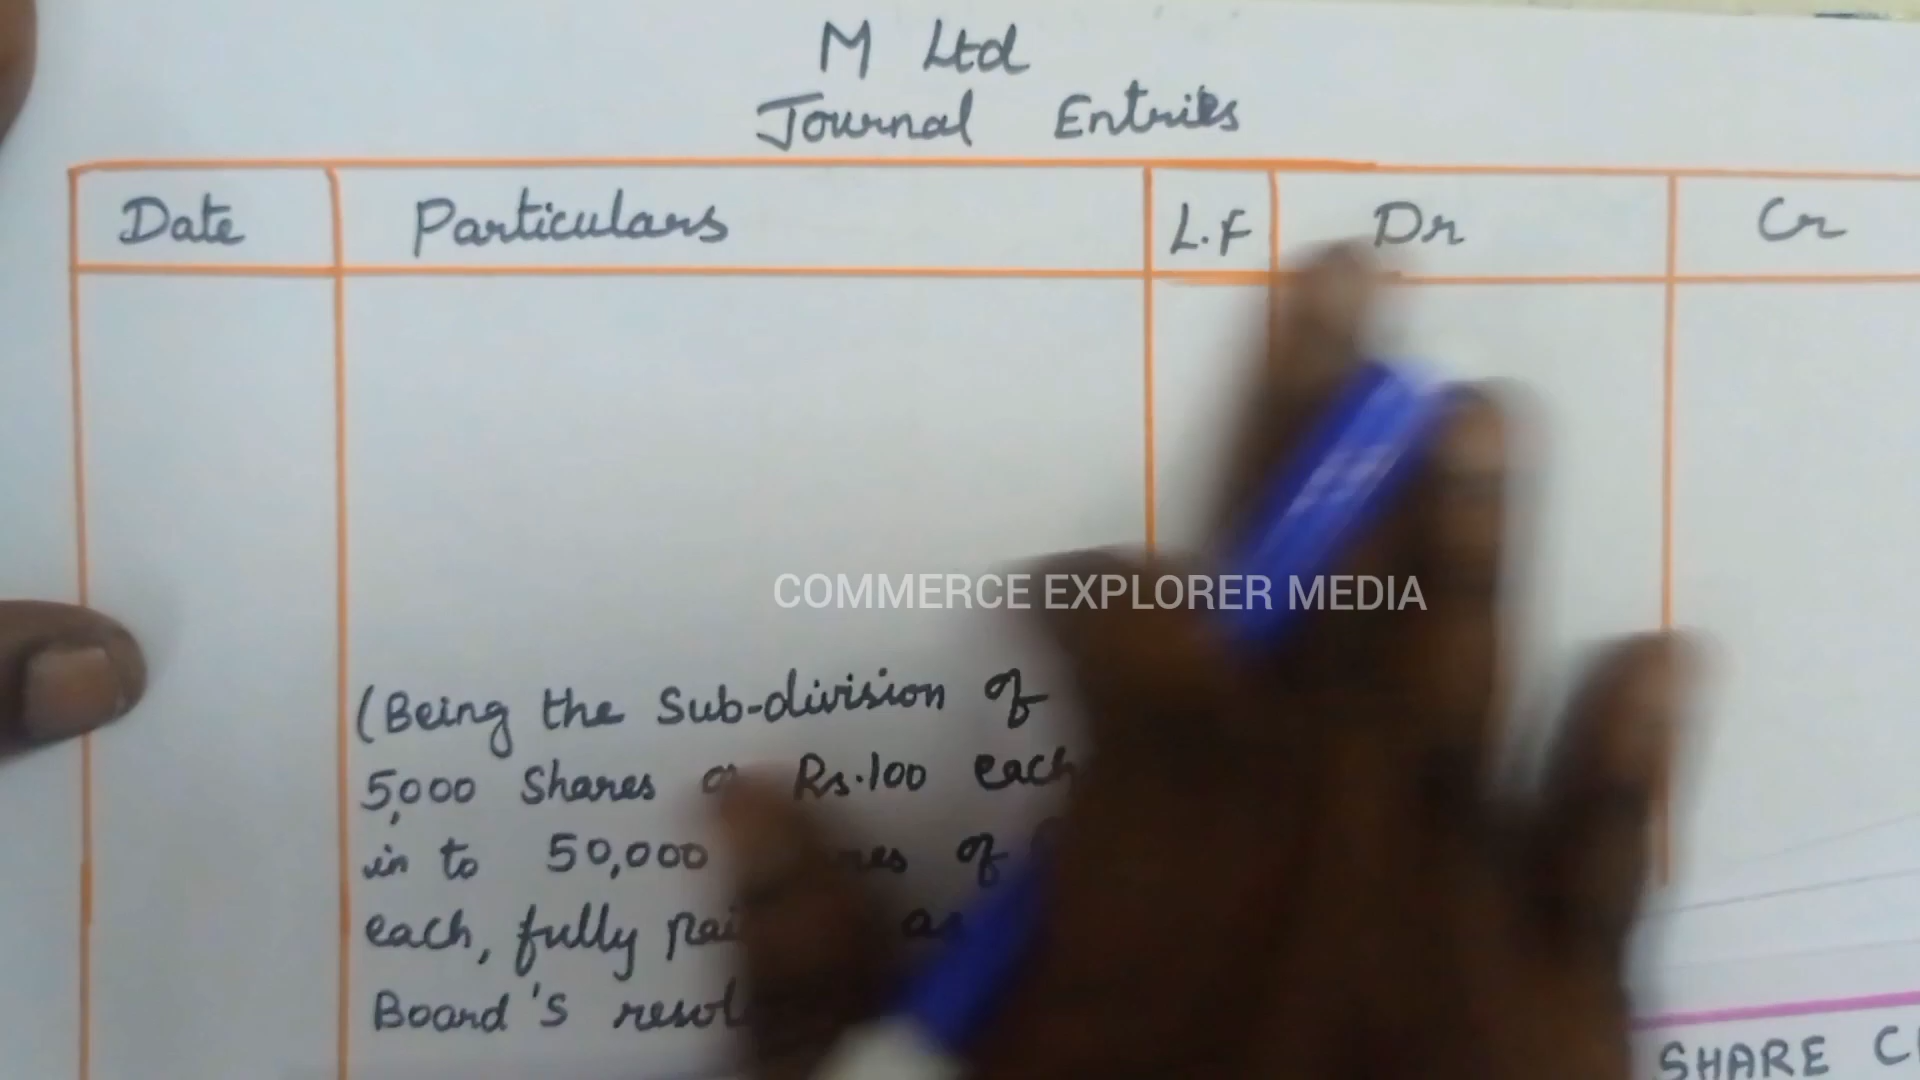 M Ltd
Journal Entries
Date Particulars L.F Dr Cr
COMMERCE EXPLORER MEDIA
(Being the Sub-division of
5,000 Shares Rs.100 each
in to 50,000 of
each, fully
Board's
SHARE